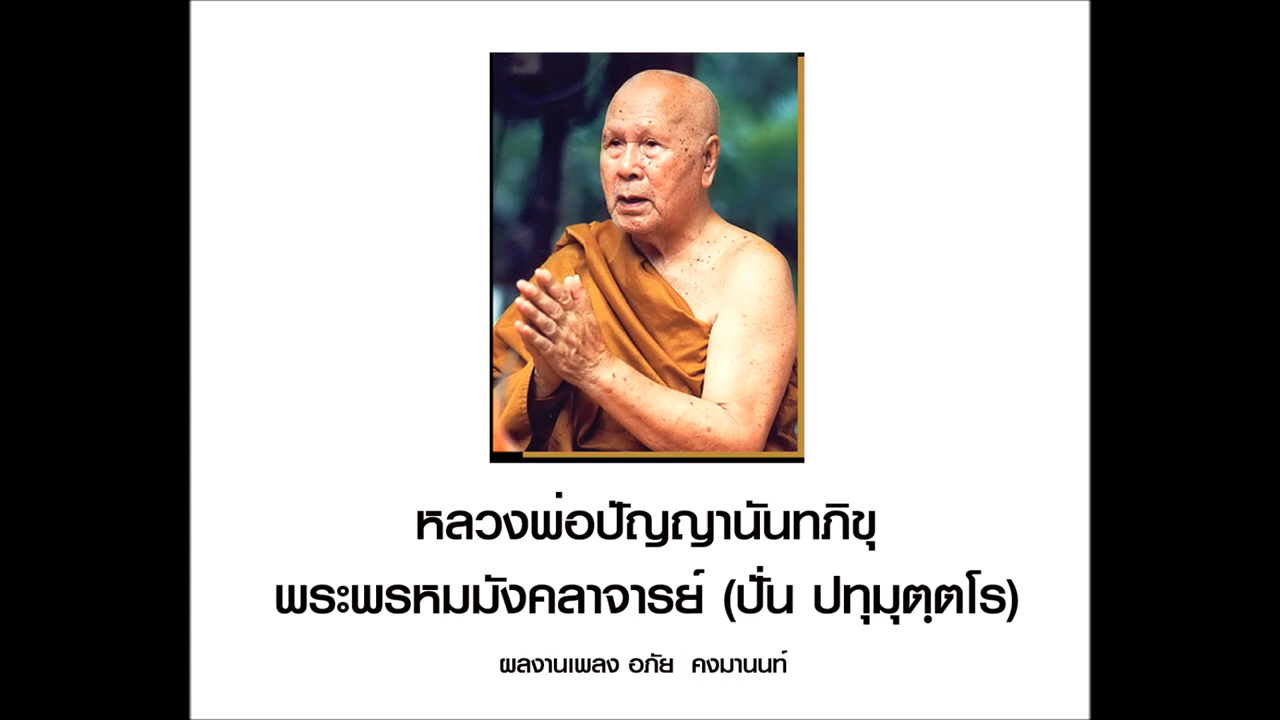 หลวงพ่อปัญญานันทภิขุ
พระพรหมมังคลาจารย์ (ปั่น ปทุมุตฺตโร)
ผลงานเพลง อภัย คงมานนท์